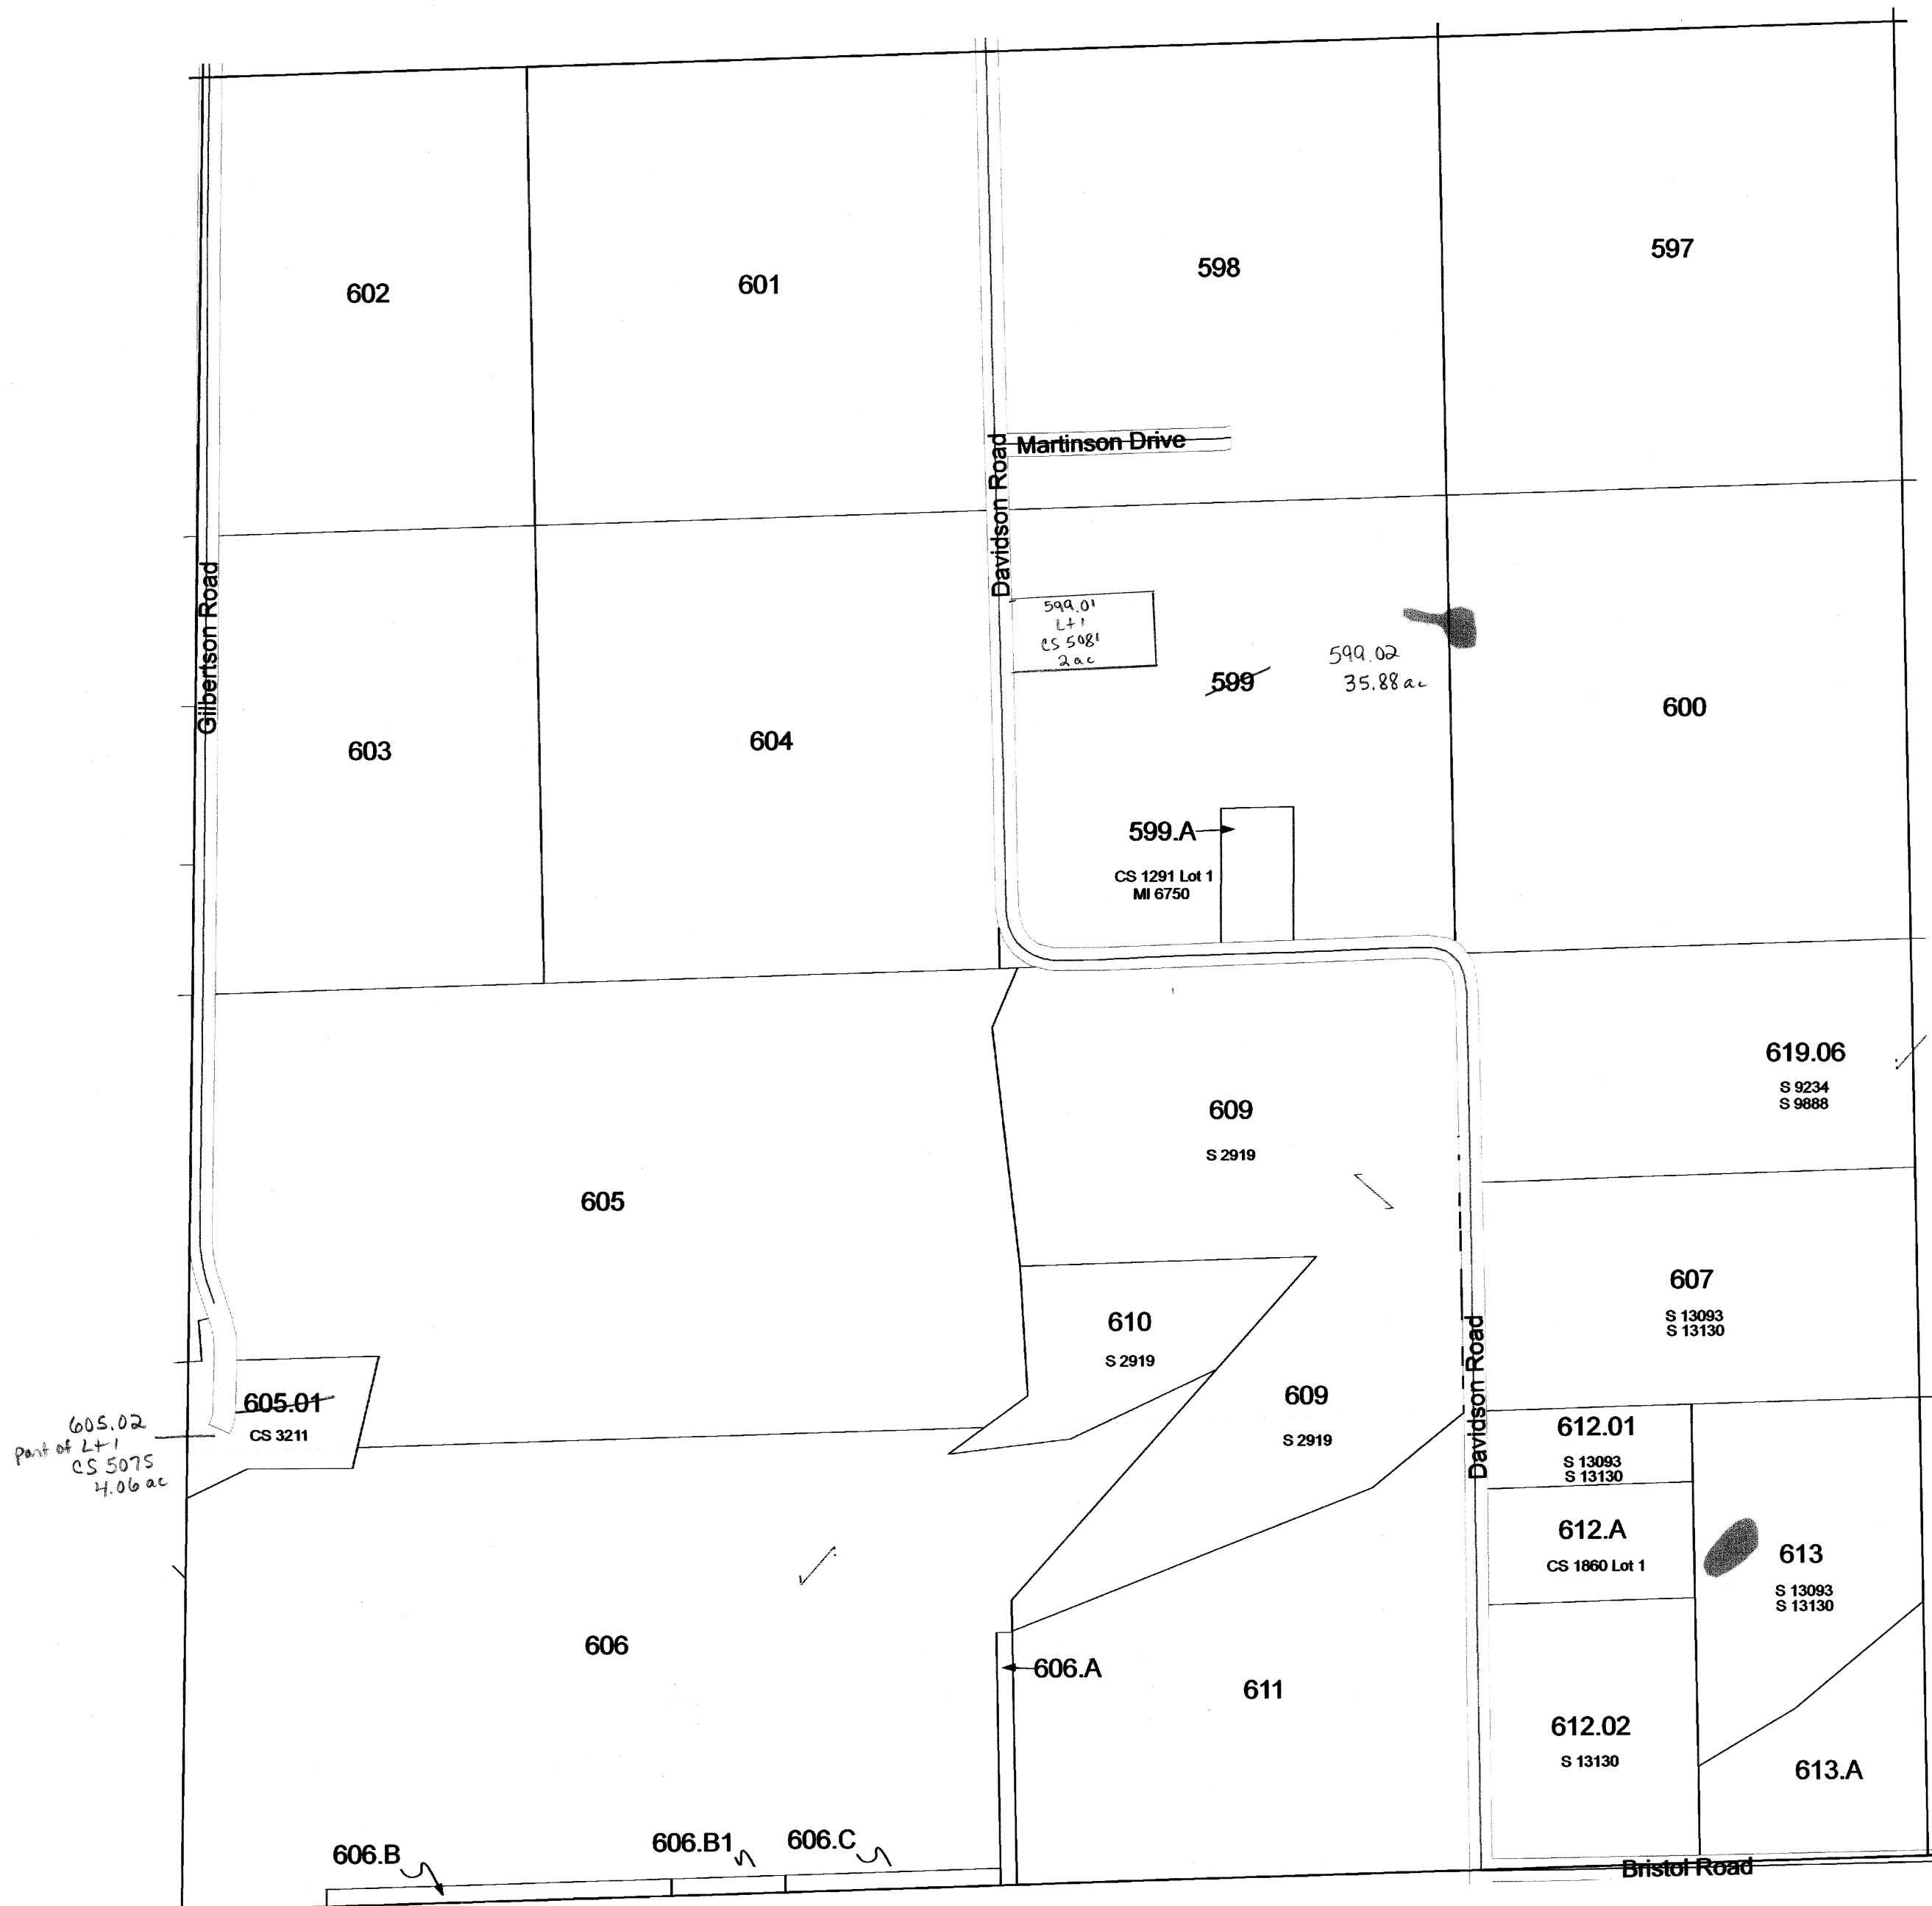 602
601
598
597
Martinson Drive
Davidson Road
Gilbertson Road
599.01
Lt 1
CS 5081
2 ac
599
599.02
35.88 ac
600
603
604
599.A
CS 1291 Lot 1
MI 6750
619.06
S 9234
S 9888
609
S 2919
605
607
S 13093
S 13130
610
S 2919
Davidson Road
605.01
CS 3211
605.02
part of Lt 1
CS 5075
4.06 ac
609
S 2919
612.01
S 13093
S 13130
612.A
CS 1860 Lot 1
613
S 13093
S 13130
606
606.A
611
612.02
S 13130
613.A
606.B
606.B1
606.C
Bristol Road